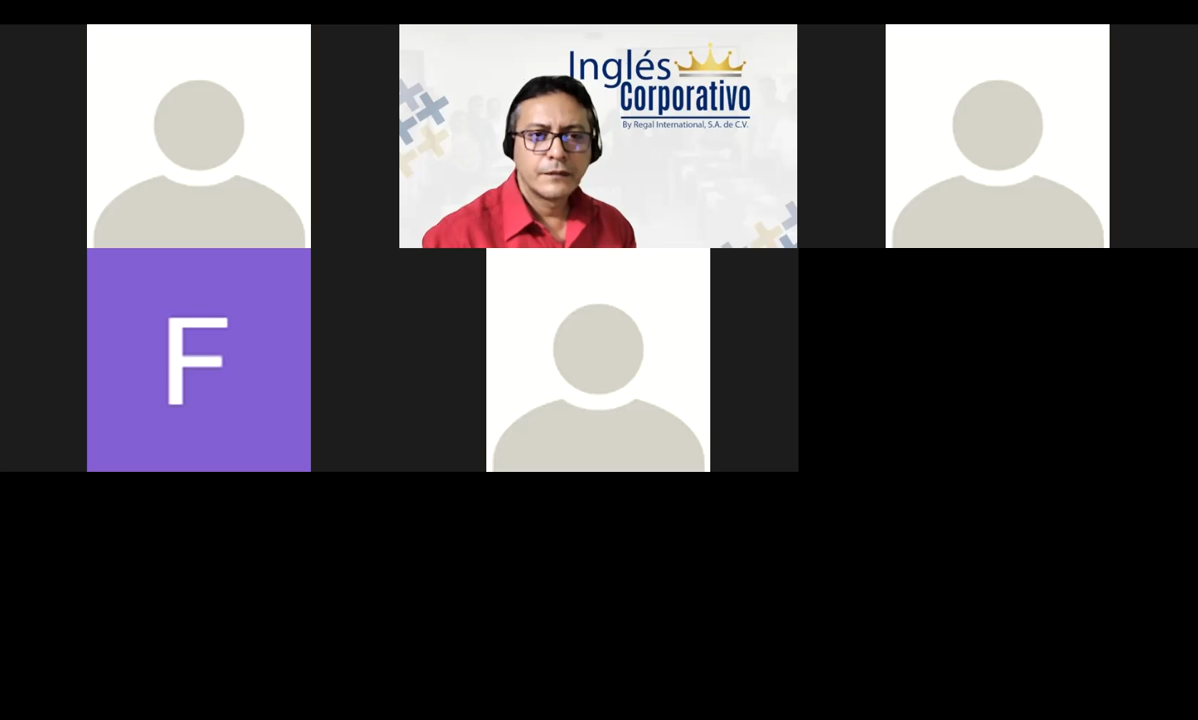 Inglés
Corporativo
By Regal International, S.A. de C.V.
F